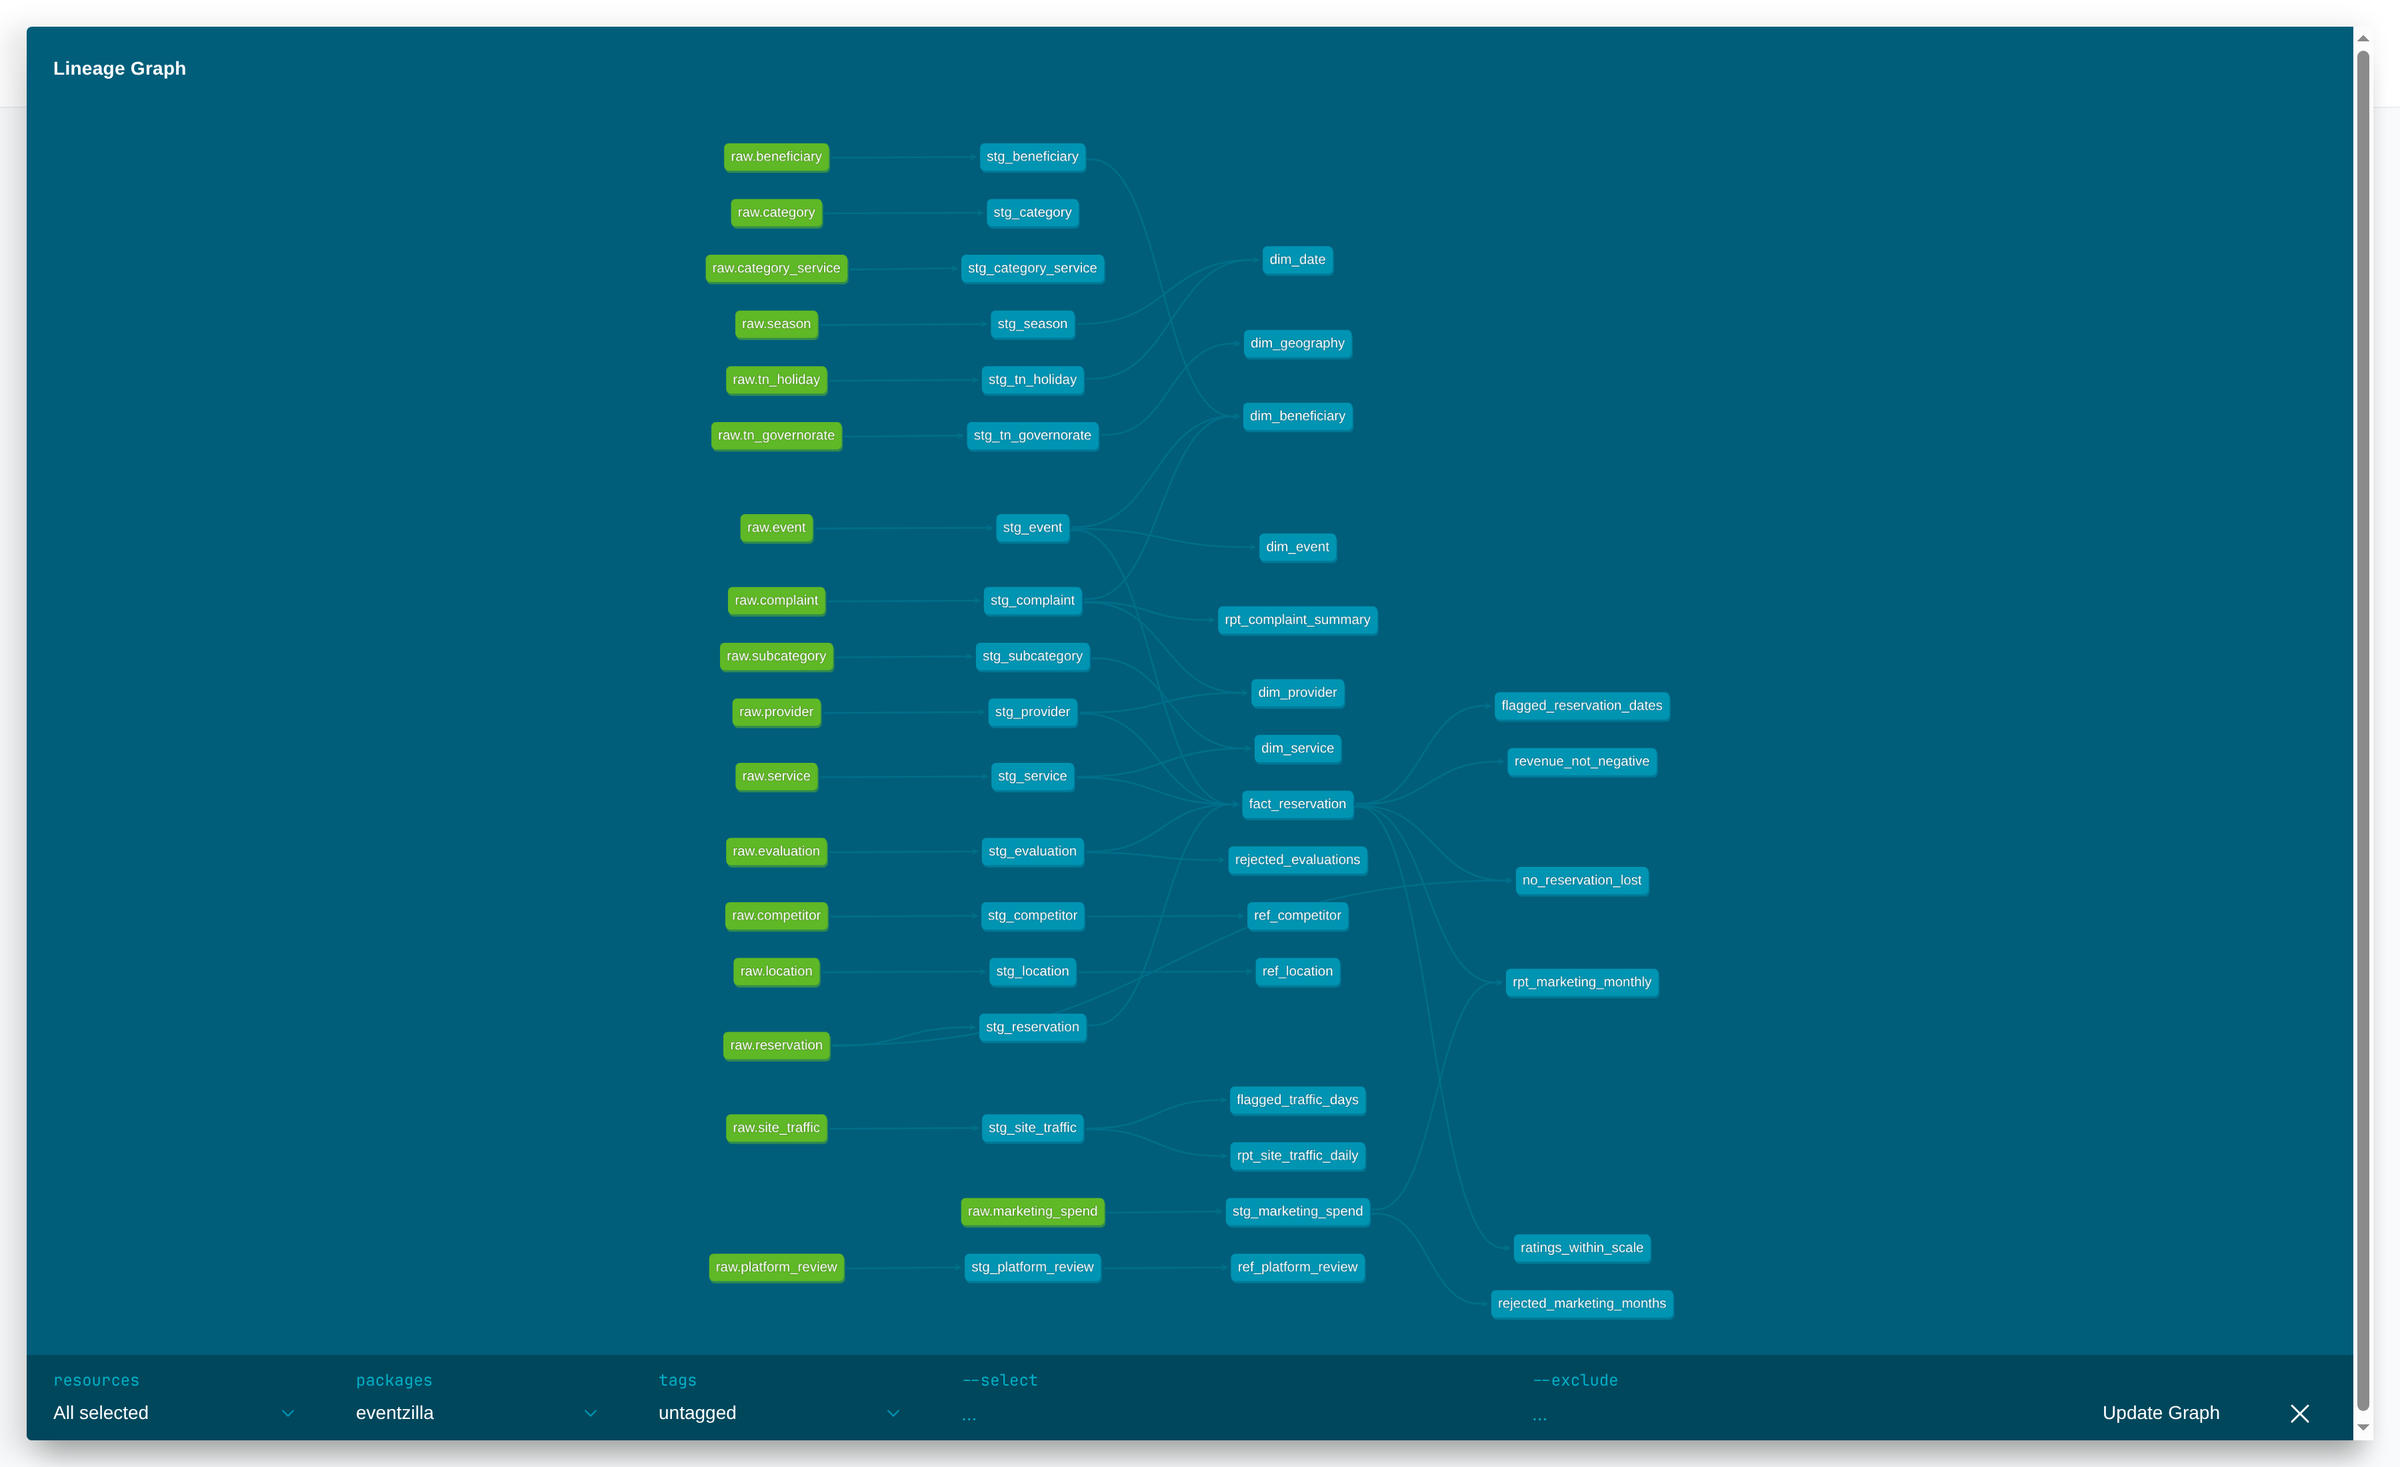 Lineage Graph
raw.beneficiary
stg_beneficiary
raw.category
stg_category
raw.category_service
stg_category_service
dim_date
raw.season
stg_season
dim_geography
raw.tn_holiday
stg_tn_holiday
dim_beneficiary
raw.tn_governorate
stg_tn_governorate
raw.event
stg_event
dim_event
raw.complaint
stg_complaint
rpt_complaint_summary
raw.subcategory
stg_subcategory
dim_provider
flagged_reservation_dates
raw.provider
stg_provider
dim_service
revenue_not_negative
raw.service
stg_service
fact_reservation
raw.evaluation
stg_evaluation
rejected_evaluations
no_reservation_lost
raw.competitor
stg_competitor
ref_competitor
raw.location
stg_location
ref_location
rpt_marketing_monthly
raw.reservation
stg_reservation
flagged_traffic_days
raw.site_traffic
stg_site_traffic
rpt_site_traffic_daily
raw.marketing_spend
stg_marketing_spend
ratings_within_scale
raw.platform_review
stg_platform_review
ref_platform_review
rejected_marketing_months
resources
packages
tags
--select
--exclude
All selected
eventzilla
untagged
...
...
Update Graph